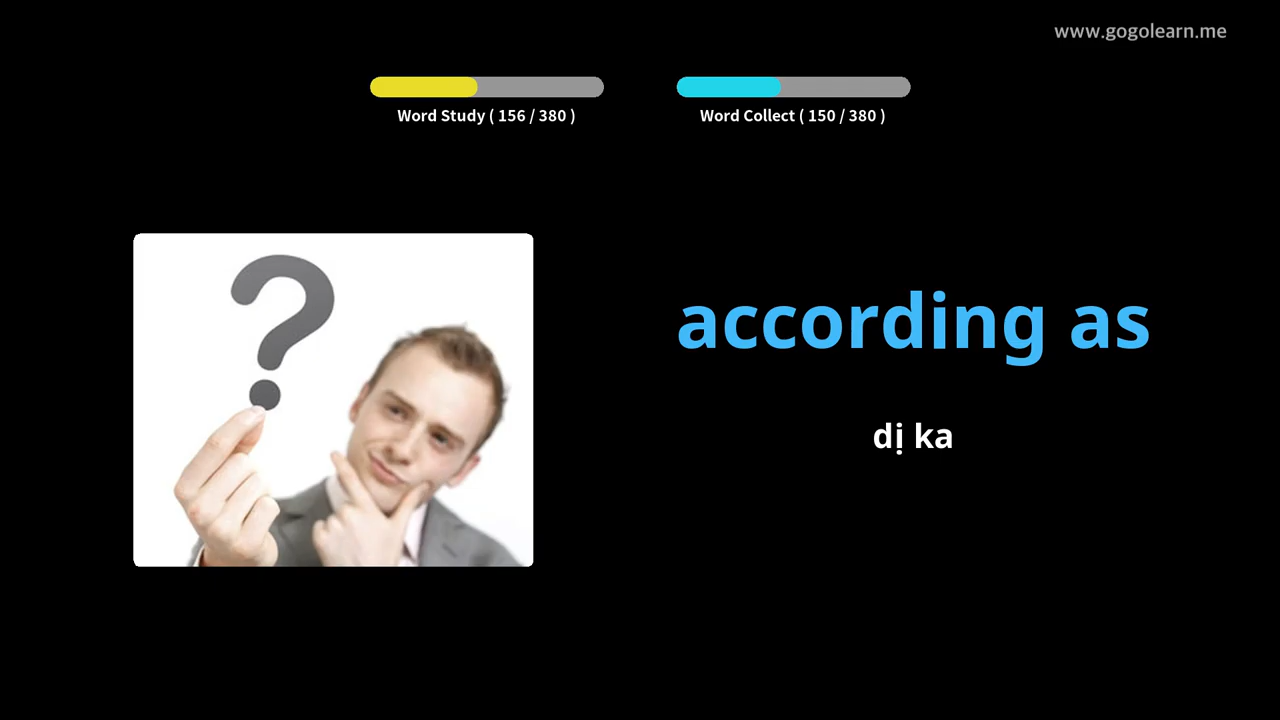 www.gogolearn.me
Word Study ( 156 / 380 )
Word Collect ( 150 / 380 )
according as
dị ka